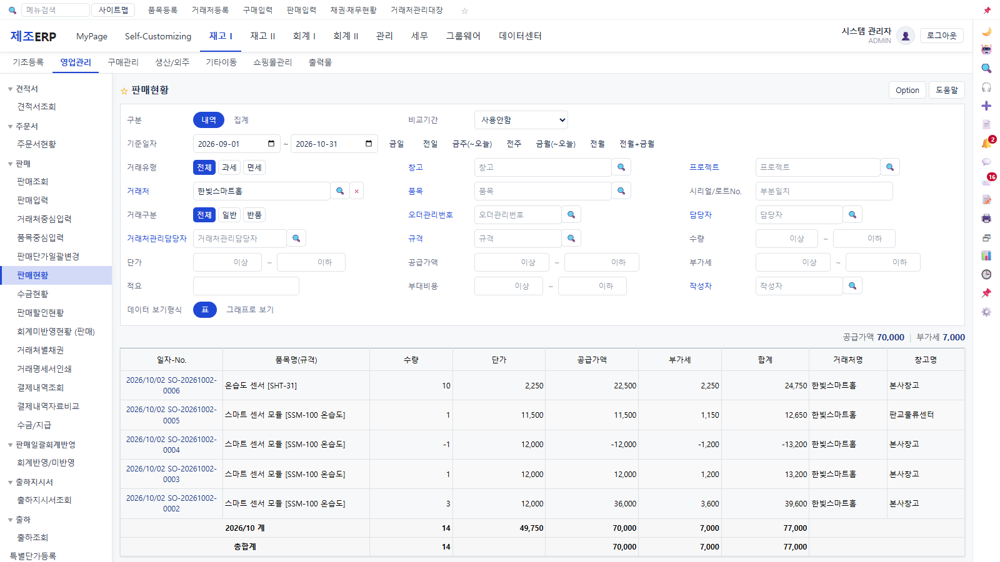 메뉴검색 사이트맵 품목등록 거래처등록 구매입력 판매입력 채권·채무현황 거래처관리대장
제조ERP MyPage Self-Customizing 재고 I 재고 II 회계 I 회계 II 관리 세무 그룹웨어 데이터센터 시스템 관리자 ADMIN 로그아웃
기초등록 영업관리 구매관리 생산/외주 기타이동 쇼핑몰관리 출력물
견적서
견적서조회
주문서
주문서현황
판매
판매조회
판매입력
거래처중심입력
품목중심입력
판매단가일괄변경
판매현황
수금현황
판매할인현황
회계미반영현황 (판매)
거래처별채권
거래명세서인쇄
결제내역조회
결제내역자료비교
수금/지급
판매일괄회계반영
회계반영/미반영
출하지시서
출하지시서조회
출하
출하조회
특별단가등록
판매현황 Option 도움말
구분 내역 집계 비교기간 사용안함
기준일자 2026-09-01 ~ 2026-10-31 금일 전일 금주(~오늘) 전주 금월(~오늘) 전월 전월+금월
거래유형 전체 과세 면세 창고 창고 프로젝트 프로젝트
거래처 한빛스마트홈 × 품목 품목 시리얼/로트No. 부분일치
거래구분 전체 일반 반품 오더관리번호 오더관리번호 담당자 담당자
거래처관리담당자 거래처관리담당자 규격 규격 수량 이상 ~ 이하
단가 이상 ~ 이하 공급가액 이상 ~ 이하 부가세 이상 ~ 이하
적요 부대비용 이상 ~ 이하 작성자 작성자
데이터 보기형식 표 그래프로 보기
공급가액 70,000 | 부가세 7,000
일자-No. 품목명(규격) 수량 단가 공급가액 부가세 합계 거래처명 창고명
2026/10/02 SO-20261002-0006 온습도 센서 [SHT-31] 10 2,250 22,500 2,250 24,750 한빛스마트홈 본사창고
2026/10/02 SO-20261002-0005 스마트 센서 모듈 [SSM-100 온습도] 1 11,500 11,500 1,150 12,650 한빛스마트홈 판교물류센터
2026/10/02 SO-20261002-0004 스마트 센서 모듈 [SSM-100 온습도] -1 12,000 -12,000 -1,200 -13,200 한빛스마트홈 본사창고
2026/10/02 SO-20261002-0003 스마트 센서 모듈 [SSM-100 온습도] 1 12,000 12,000 1,200 13,200 한빛스마트홈 본사창고
2026/10/02 SO-20261002-0002 스마트 센서 모듈 [SSM-100 온습도] 3 12,000 36,000 3,600 39,600 한빛스마트홈 본사창고
2026/10 계 14 49,750 70,000 7,000 77,000
총합계 14 70,000 7,000 77,000
2
16